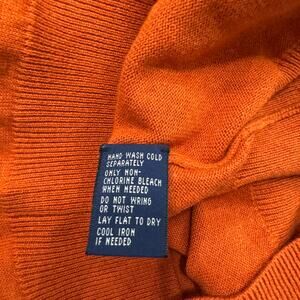 HAND WASH COLD
SEPARATELY
ONLY NON-
CHLORINE BLEACH
WHEN NEEDED
DO NOT WRING
OR TWIST
LAY FLAT TO DRY
COOL IRON
IF NEEDED